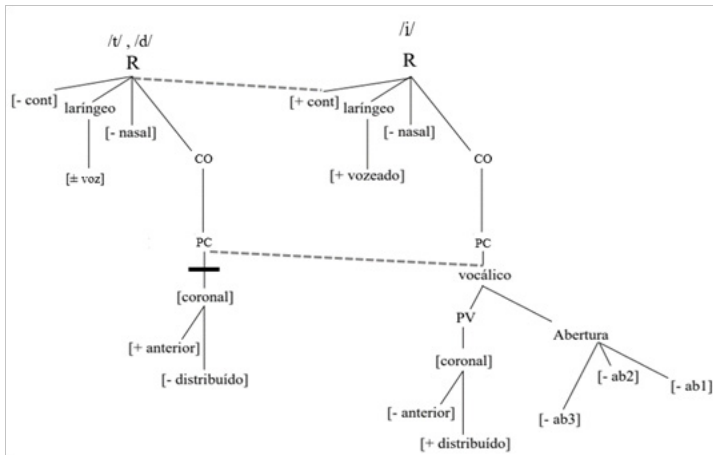 /t/ , /d/
R
[- cont]
laríngeo
[- nasal]
[± voz]
CO
PC
[coronal]
[+ anterior]
[- distribuído]
/i/
R
[+ cont]
laríngeo
[- nasal]
[+ vozeado]
CO
PC
vocálico
PV
Abertura
[coronal]
[- anterior]
[+ distribuído]
[- ab3]
[- ab2]
[- ab1]